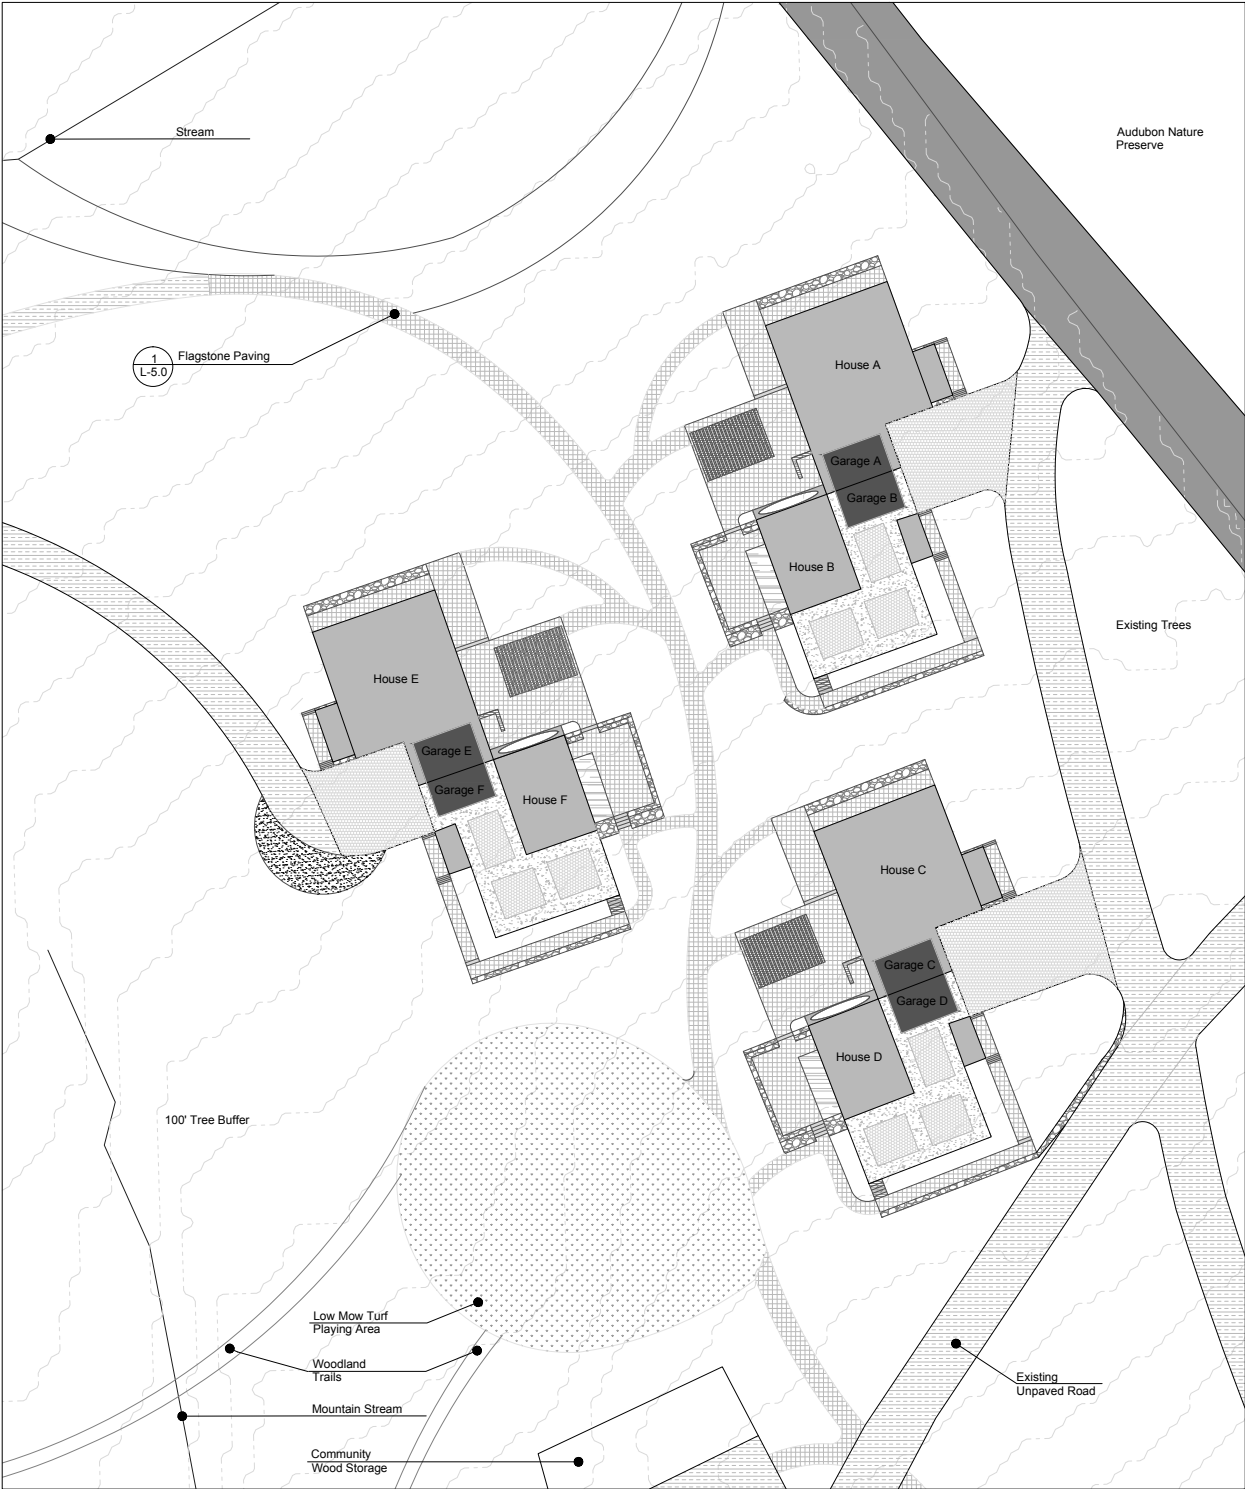 Stream
Audubon Nature
Preserve
1
L-5.0
Flagstone Paving
House A
Garage A
Garage B
House B
Existing Trees
House E
Garage E
Garage F
House F
House C
Garage C
Garage D
House D
100' Tree Buffer
Low Mow Turf
Playing Area
Woodland
Trails
Existing
Unpaved Road
Mountain Stream
Community
Wood Storage